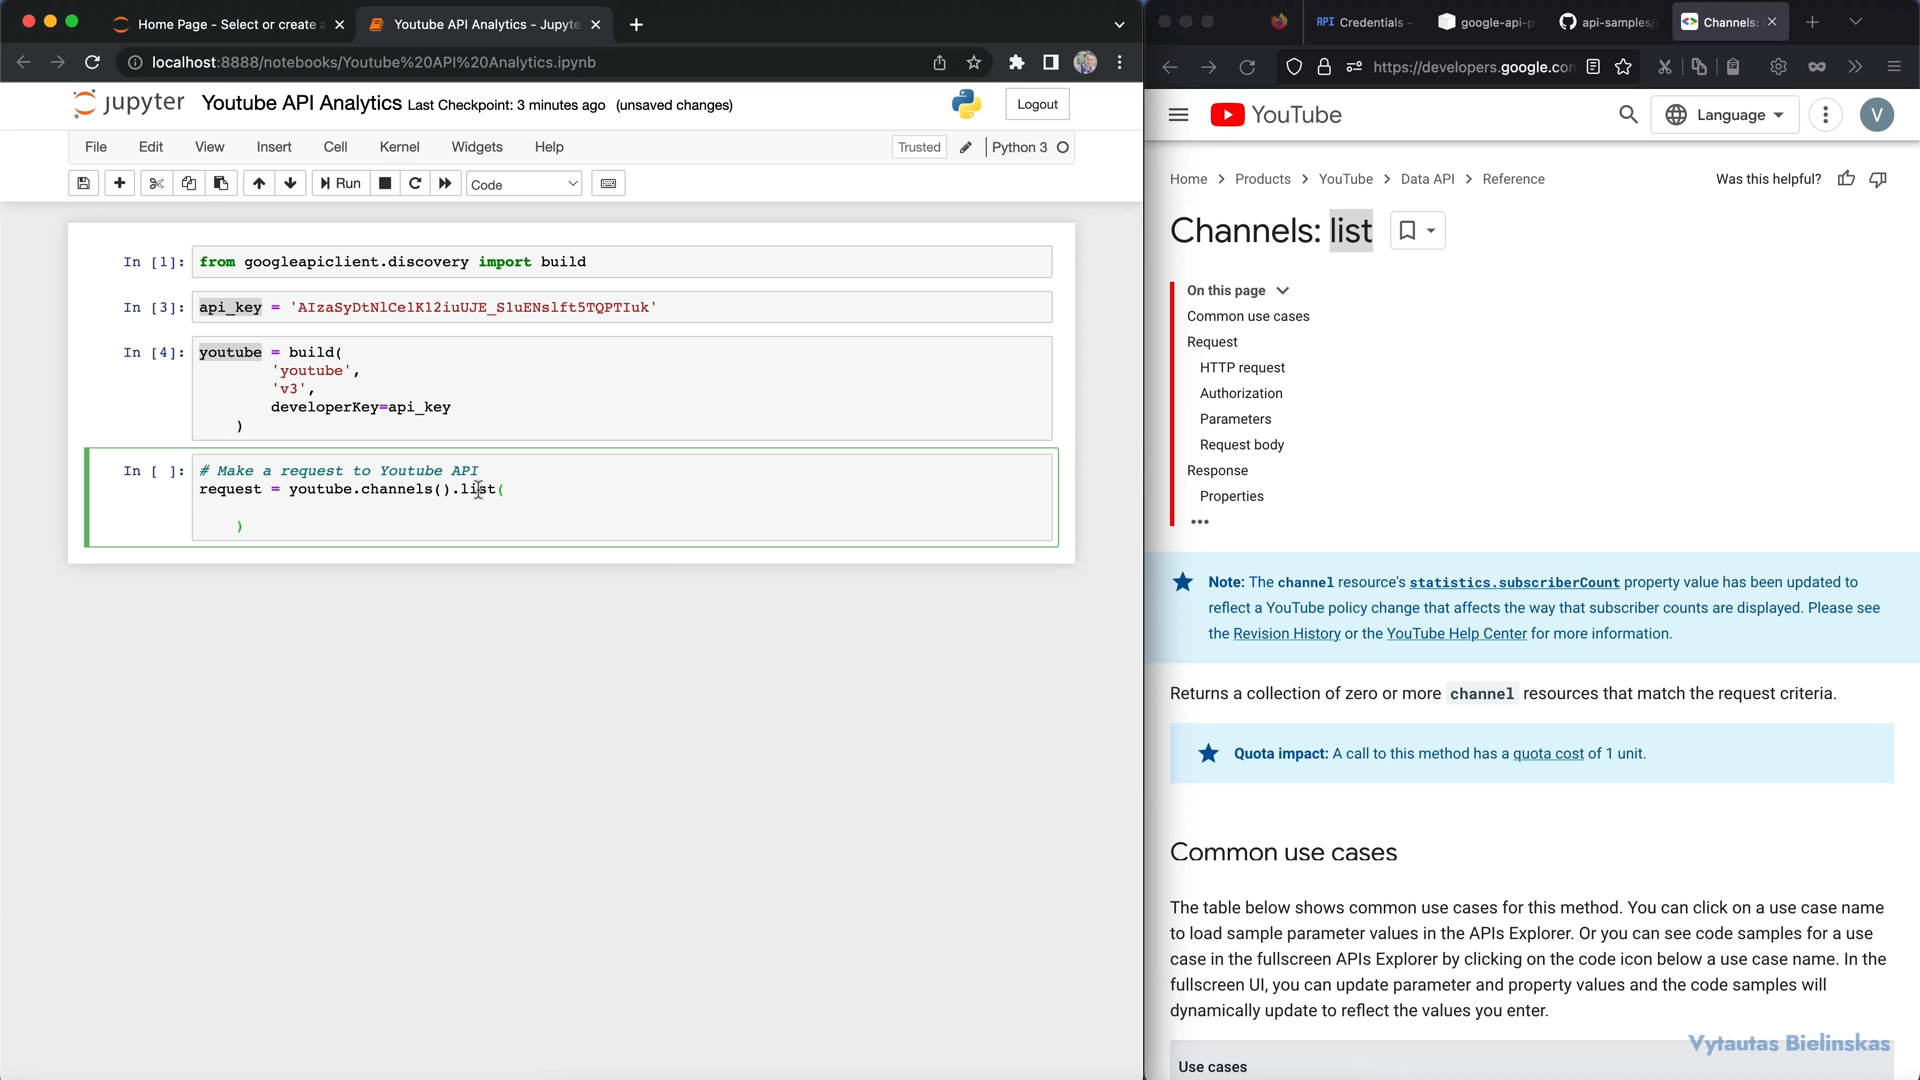 Home Page - Select or create a
Youtube API Analytics - Jupyte
localhost:8888/notebooks/Youtube%20API%20Analytics.ipynb
jupyter Youtube API Analytics Last Checkpoint: 3 minutes ago (unsaved changes)
Logout
File Edit View Insert Cell Kernel Widgets Help
Trusted
Python 3
Run
Code
In [1]: from googleapiclient.discovery import build
In [3]: api_key = 'AIzaSyDtNlCe1K12iuUJE_S1uENslft5TQPTIuk'
In [4]: youtube = build(
'youtube',
'v3',
developerKey=api_key
)
In [ ]: # Make a request to Youtube API
request = youtube.channels().list(
)
API Credentials –
google-api-p
api-samples/
Channels:
https://developers.google.con
YouTube
Language
V
Home > Products > YouTube > Data API > Reference
Was this helpful?
Channels: list
On this page
Common use cases
Request
HTTP request
Authorization
Parameters
Request body
Response
Properties
•••
Note: The channel resource's statistics.subscriberCount property value has been updated to
reflect a YouTube policy change that affects the way that subscriber counts are displayed. Please see
the Revision History or the YouTube Help Center for more information.
Returns a collection of zero or more channel resources that match the request criteria.
Quota impact: A call to this method has a quota cost of 1 unit.
Common use cases
The table below shows common use cases for this method. You can click on a use case name
to load sample parameter values in the APIs Explorer. Or you can see code samples for a use
case in the fullscreen APIs Explorer by clicking on the code icon below a use case name. In the
fullscreen UI, you can update parameter and property values and the code samples will
dynamically update to reflect the values you enter.
Vytautas Bielinskas
Use cases